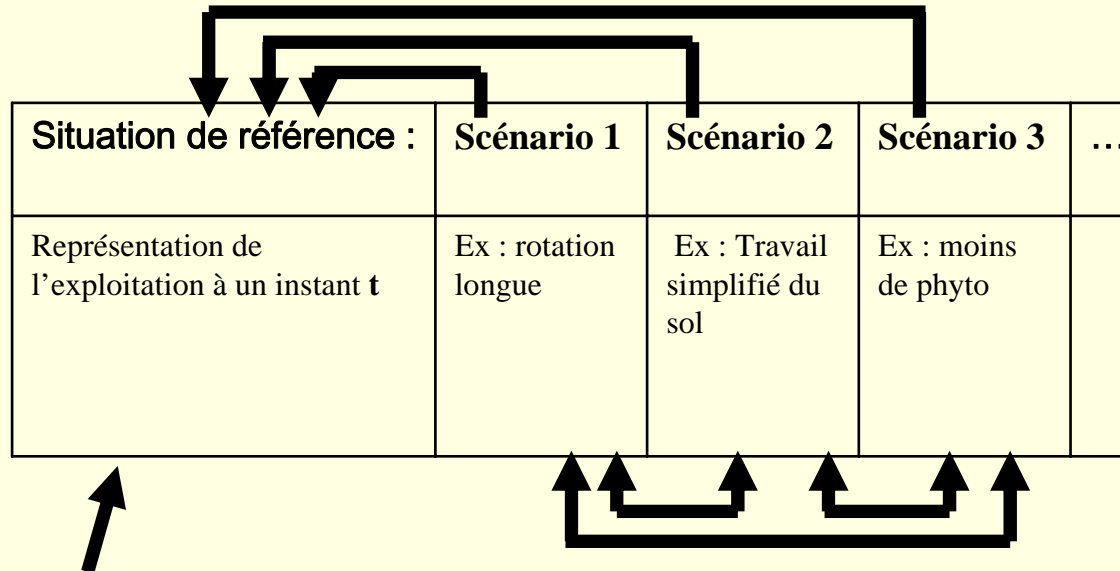 Situation de référence :
Scénario 1
Scénario 2
Scénario 3
…
Représentation de
l’exploitation à un instant t
Ex : rotation
longue
Ex : Travail
simplifié du
sol
Ex : moins
de phyto